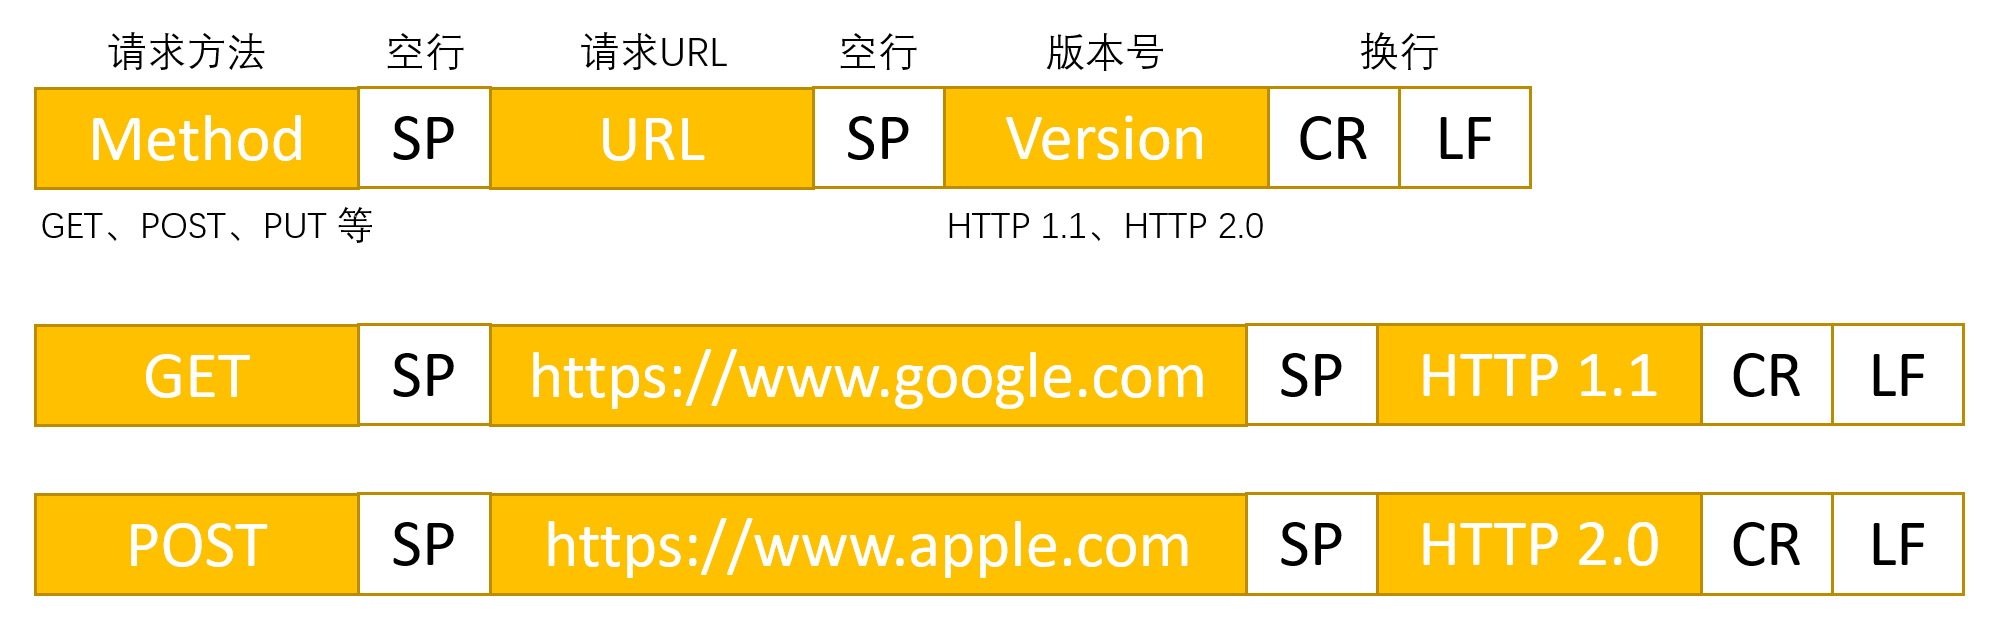 请求方法 空行 请求URL 空行 版本号 换行
Method SP URL SP Version CR LF
GET、POST、PUT 等 HTTP 1.1、HTTP 2.0
GET SP https://www.google.com SP HTTP 1.1 CR LF
POST SP https://www.apple.com SP HTTP 2.0 CR LF